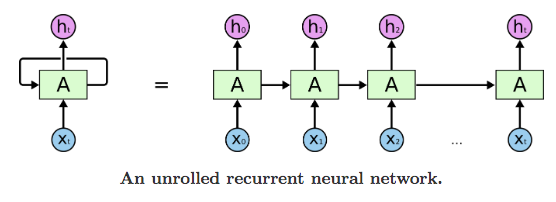 hₜ h₀ h₁ h₂ hₜ
A = A A A A
xₜ x₀ x₁ x₂ ... xₜ
An unrolled recurrent neural network.